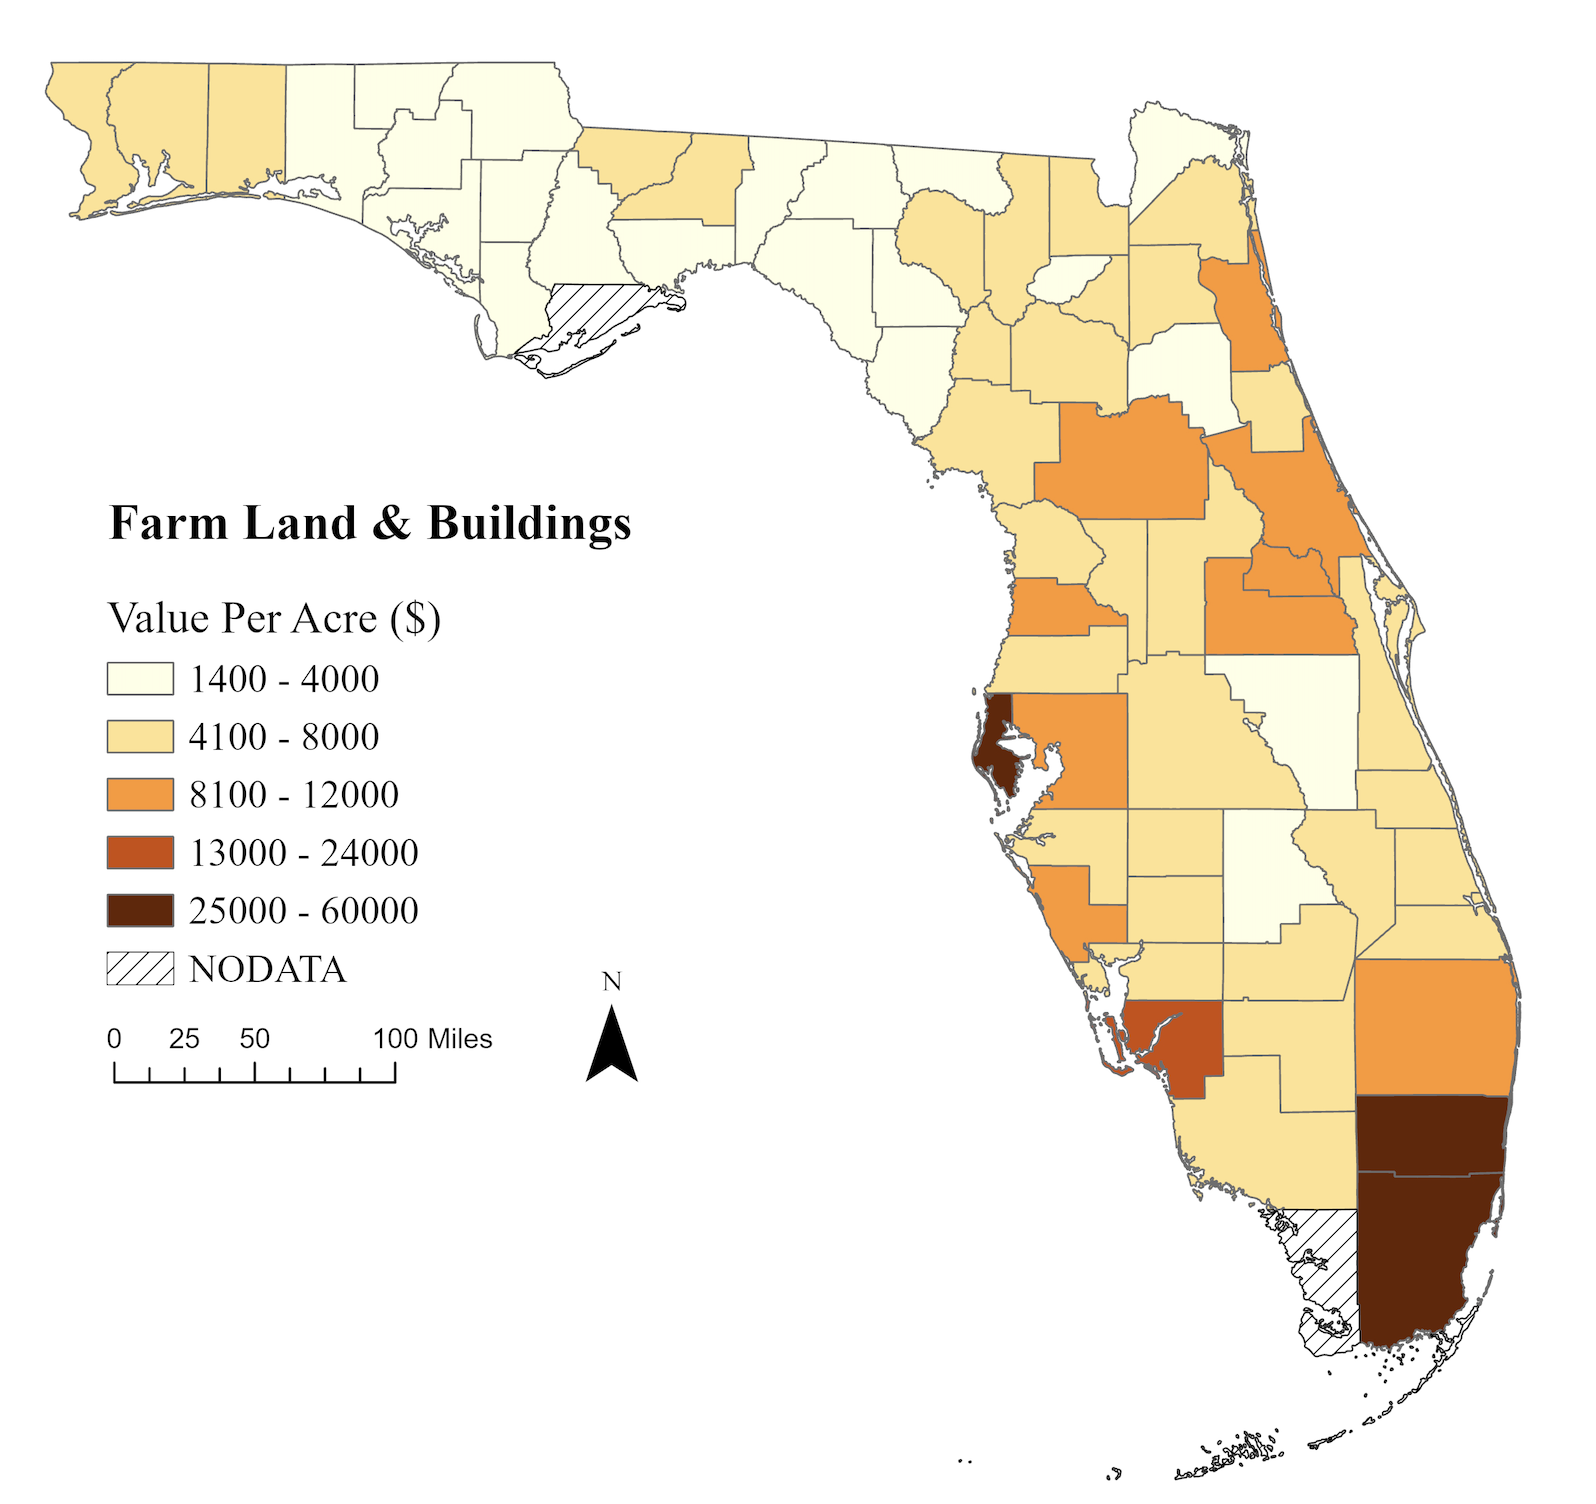 Farm Land & Buildings
Value Per Acre ($)
1400 - 4000
4100 - 8000
8100 - 12000
13000 - 24000
25000 - 60000
NODATA
N
0 25 50 100 Miles